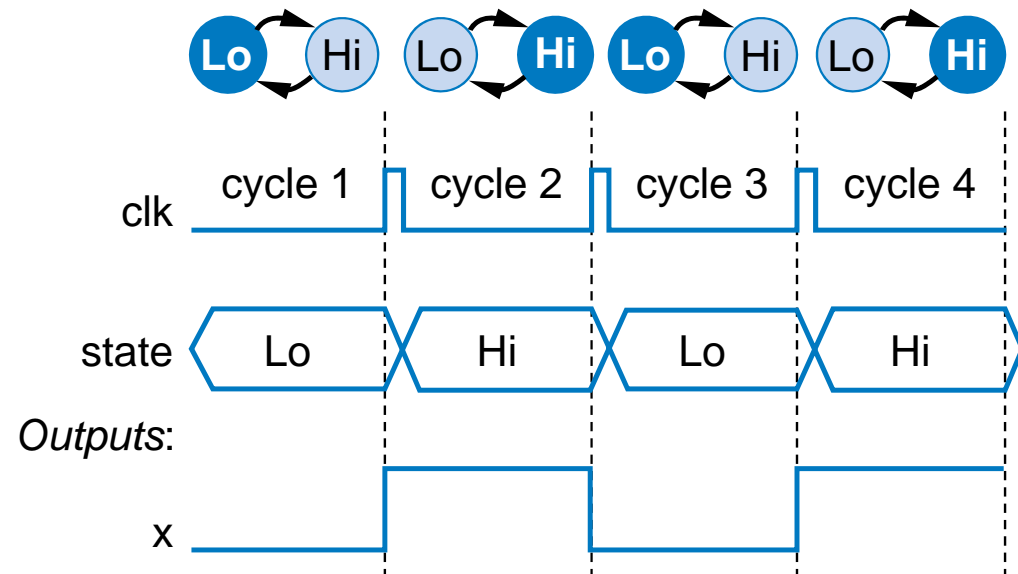 Lo Hi Lo Hi Lo Hi Lo Hi
cycle 1 cycle 2 cycle 3 cycle 4
clk
state Lo Hi Lo Hi
Outputs:
x